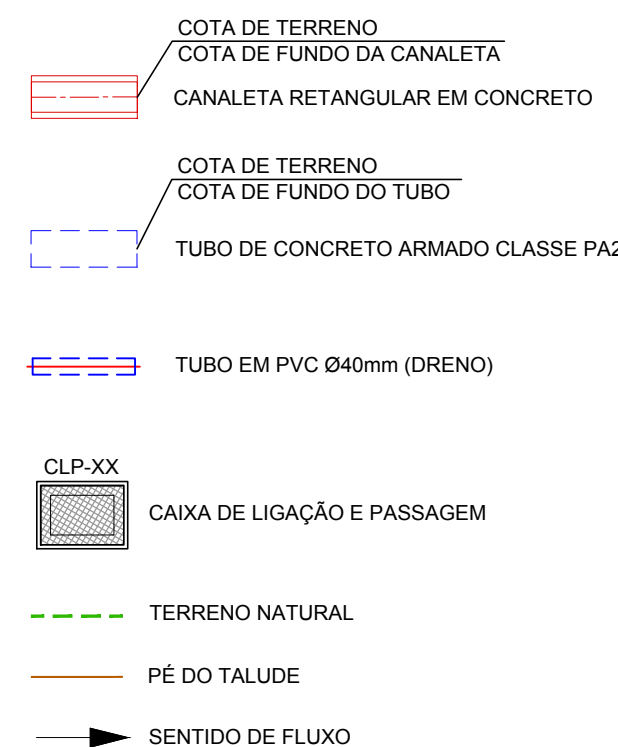 COTA DE TERRENO
COTA DE FUNDO DA CANALETA
CANALETA RETANGULAR EM CONCRETO
COTA DE TERRENO
COTA DE FUNDO DO TUBO
TUBO DE CONCRETO ARMADO CLASSE PA2
TUBO EM PVC Ø40mm (DRENO)
CLP-XX
CAIXA DE LIGAÇÃO E PASSAGEM
TERRENO NATURAL
PÉ DO TALUDE
SENTIDO DE FLUXO